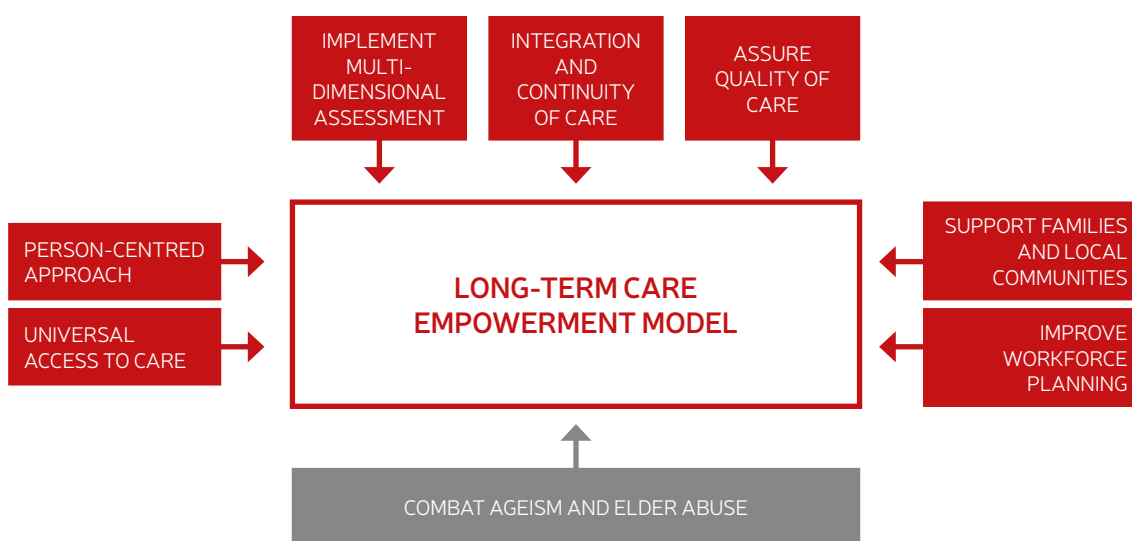 IMPLEMENT
MULTI-
DIMENSIONAL
ASSESSMENT
INTEGRATION
AND
CONTINUITY
OF CARE
ASSURE
QUALITY OF
CARE
PERSON-CENTRED
APPROACH
UNIVERSAL
ACCESS TO CARE
LONG-TERM CARE
EMPOWERMENT MODEL
SUPPORT FAMILIES
AND LOCAL
COMMUNITIES
IMPROVE
WORKFORCE
PLANNING
COMBAT AGEISM AND ELDER ABUSE